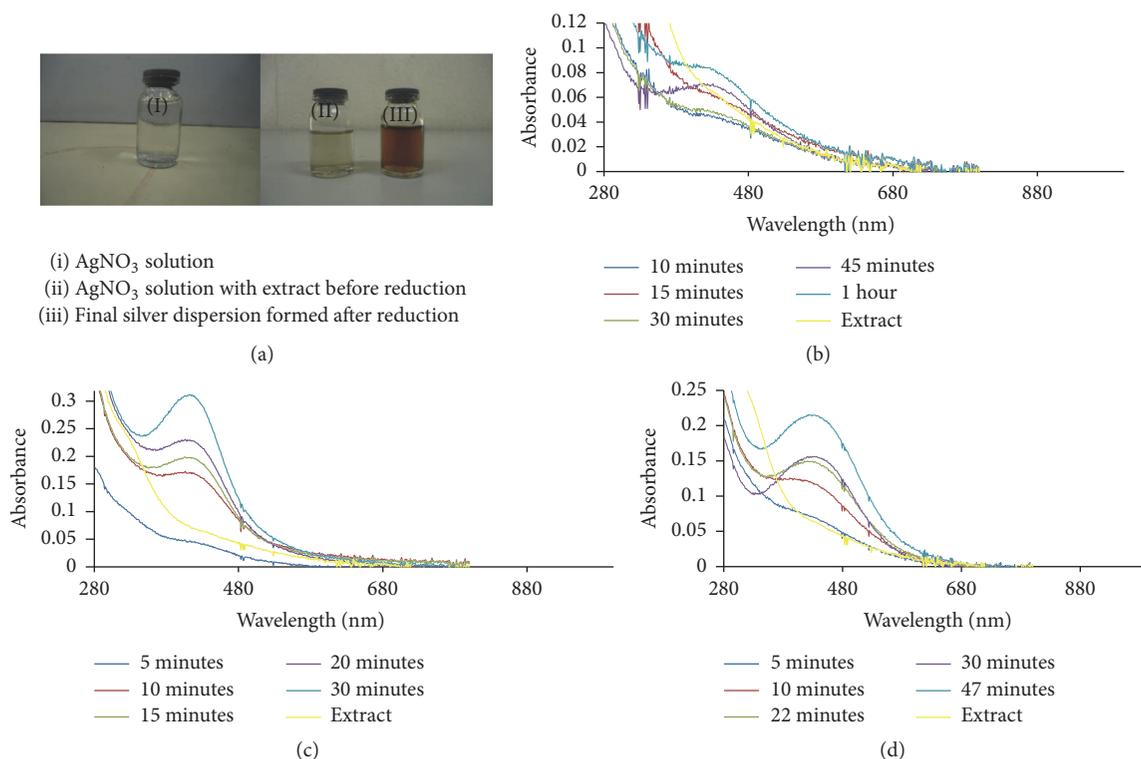 (I)
(II)
(III)
(i) AgNO3 solution
(ii) AgNO3 solution with extract before reduction
(iii) Final silver dispersion formed after reduction
(a)
0.12
0.1
0.08
0.06
0.04
0.02
0
Absorbance
280 480 680 880
Wavelength (nm)
10 minutes 45 minutes
15 minutes 1 hour
30 minutes Extract
(b)
0.3
0.25
0.2
0.15
0.1
0.05
0
Absorbance
280 480 680 880
Wavelength (nm)
5 minutes 20 minutes
10 minutes 30 minutes
15 minutes Extract
(c)
0.25
0.2
0.15
0.1
0.05
0
Absorbance
280 480 680 880
Wavelength (nm)
5 minutes 30 minutes
10 minutes 47 minutes
22 minutes Extract
(d)